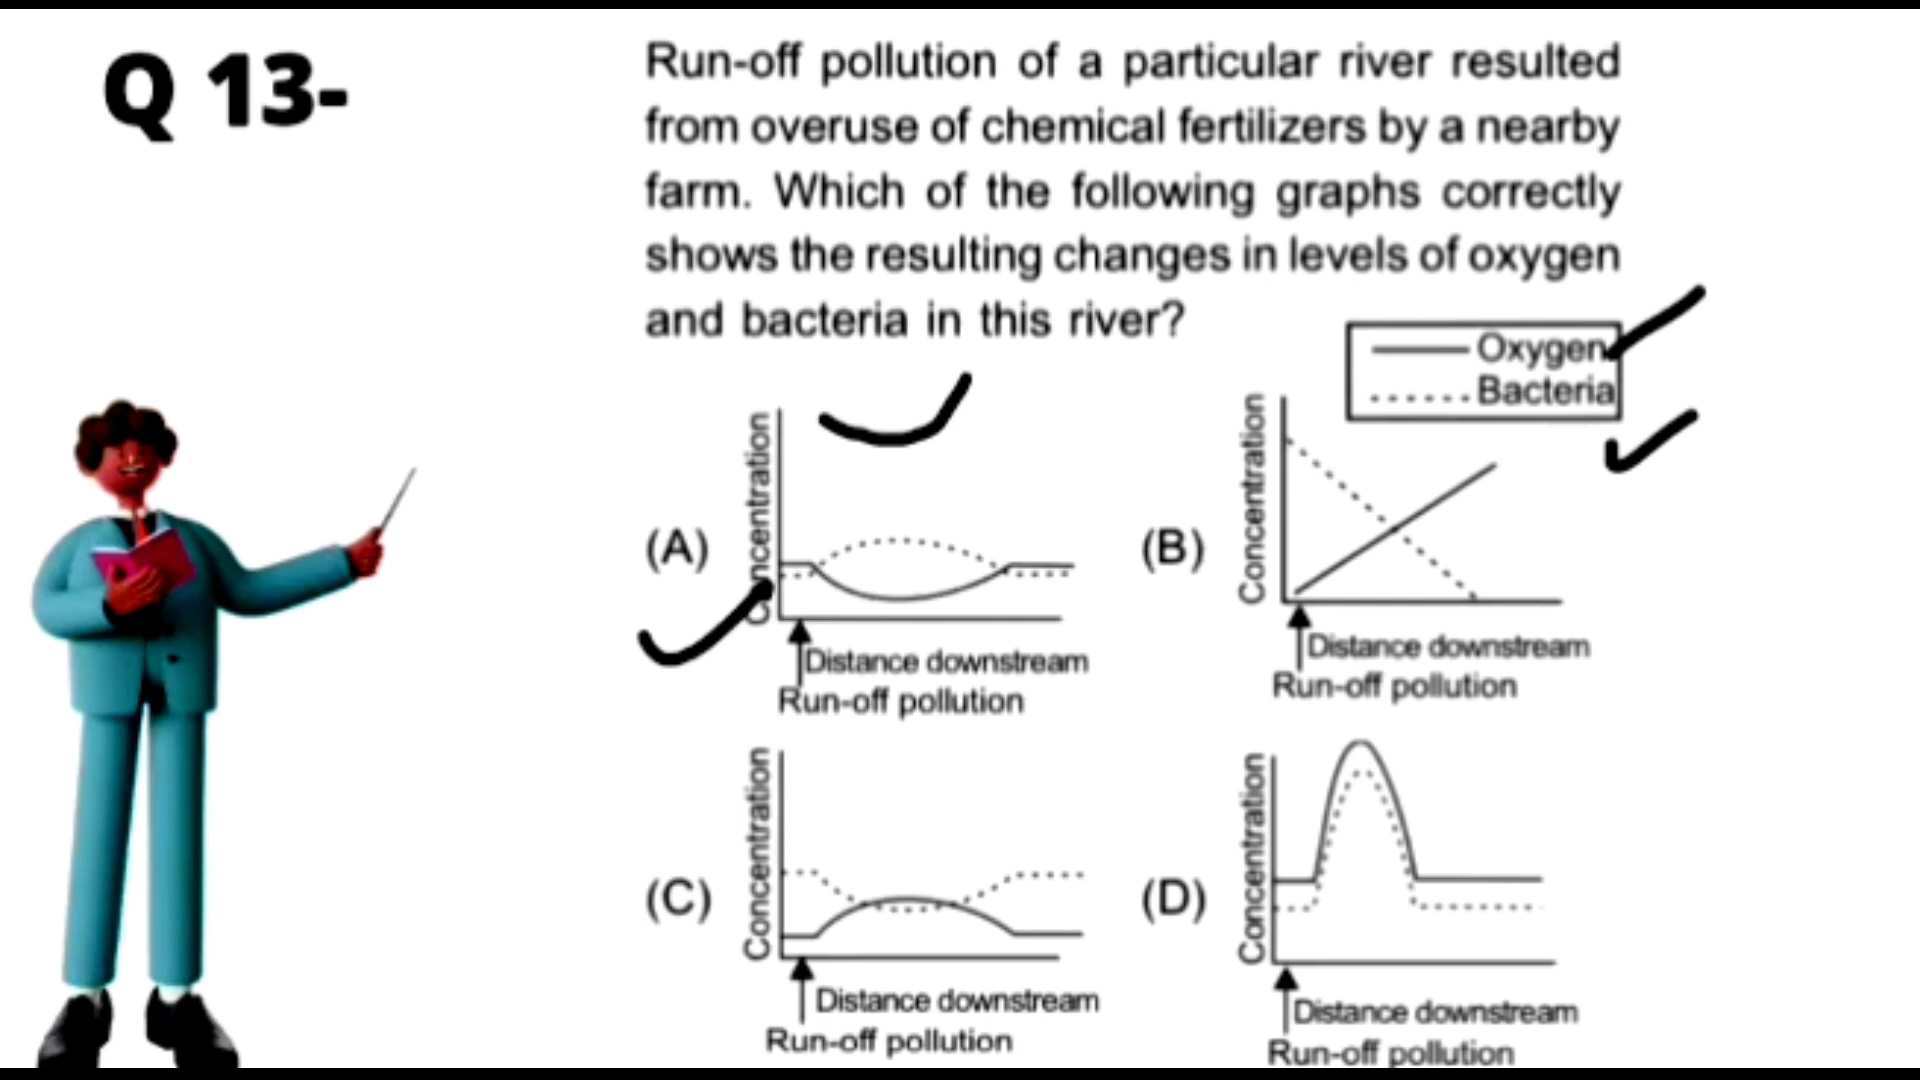 Q 13-
Run-off pollution of a particular river resulted
from overuse of chemical fertilizers by a nearby
farm. Which of the following graphs correctly
shows the resulting changes in levels of oxygen
and bacteria in this river?
Oxygen
Bacteria
(A)
Concentration
Distance downstream
Run-off pollution
(B)
Concentration
Distance downstream
Run-off pollution
(C)
Concentration
Distance downstream
Run-off pollution
(D)
Concentration
Distance downstream
Run-off pollution